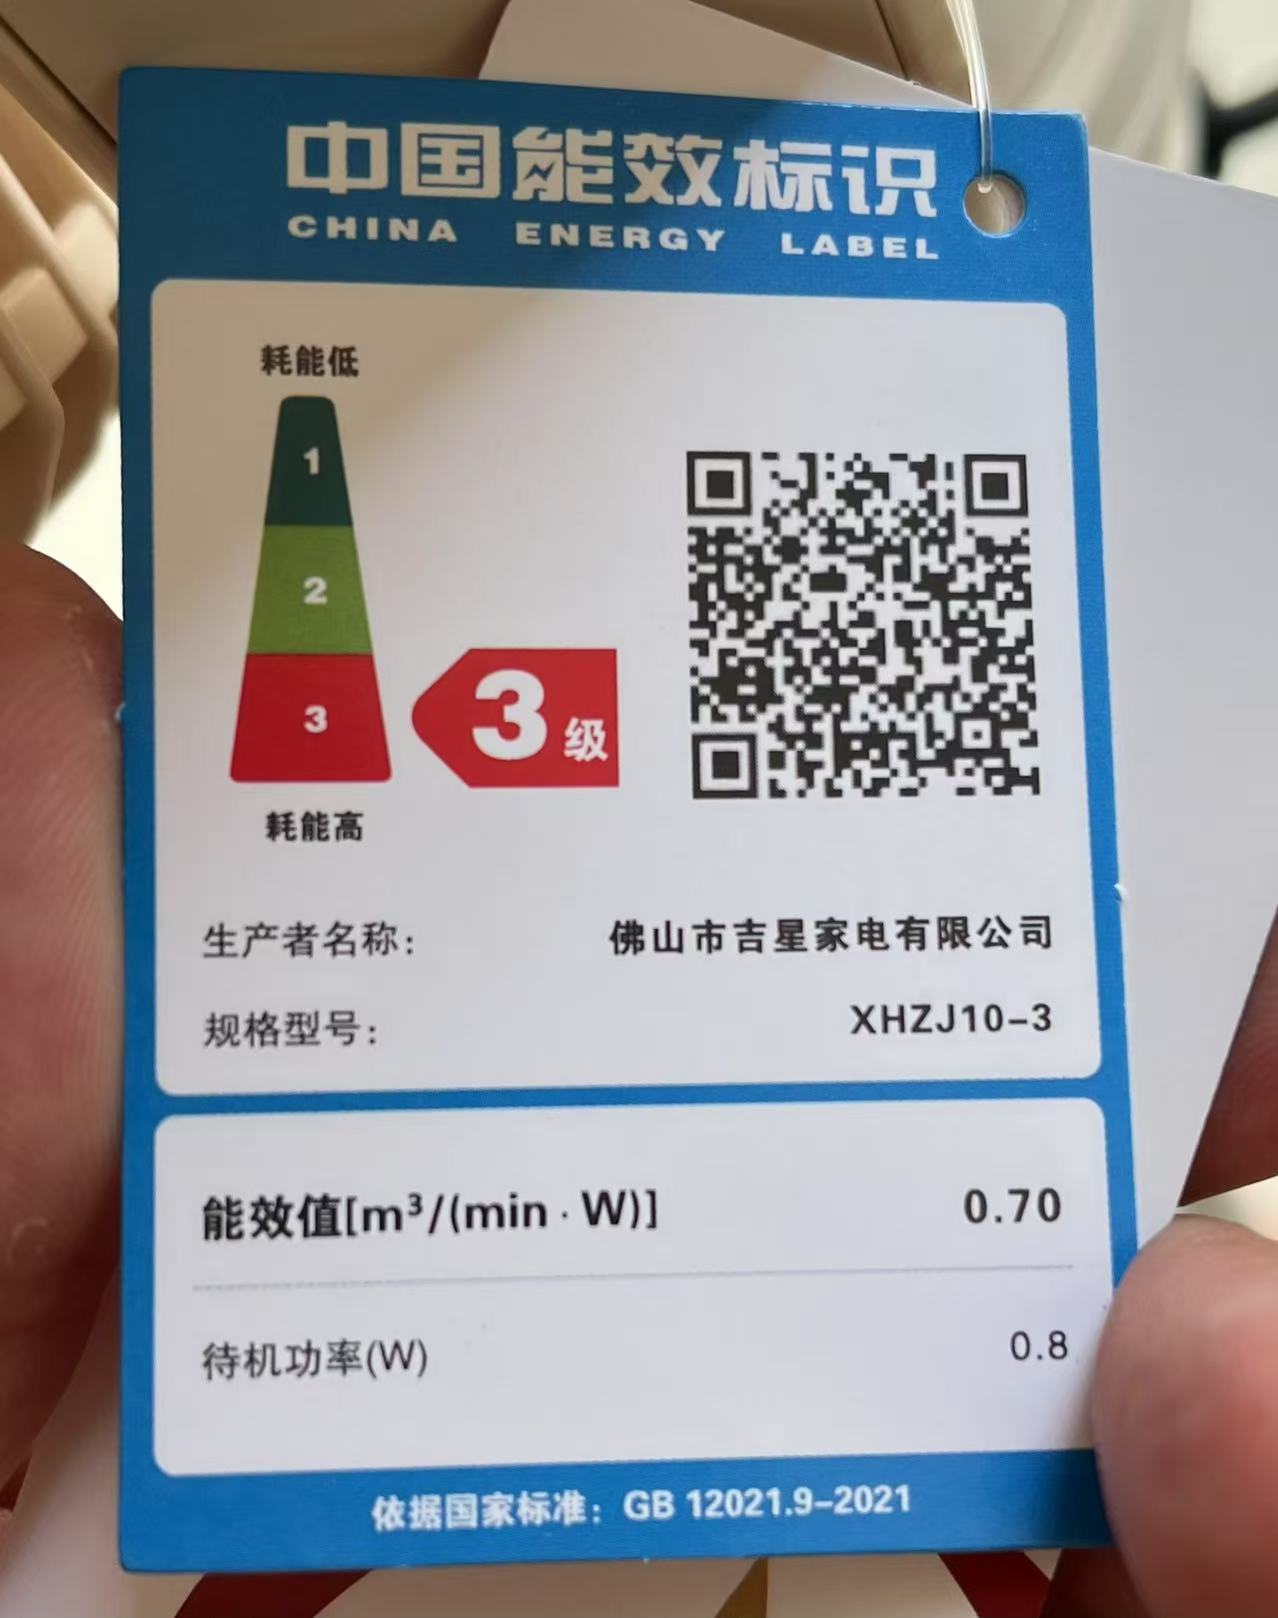 中国能效标识
CHINA ENERGY LABEL
耗能低
1
2
3
3级
耗能高
生产者名称： 佛山市吉星家电有限公司
规格型号： XHZJ10-3
能效值[m³/(min·W)] 0.70
待机功率(W) 0.8
依据国家标准：GB 12021.9-2021